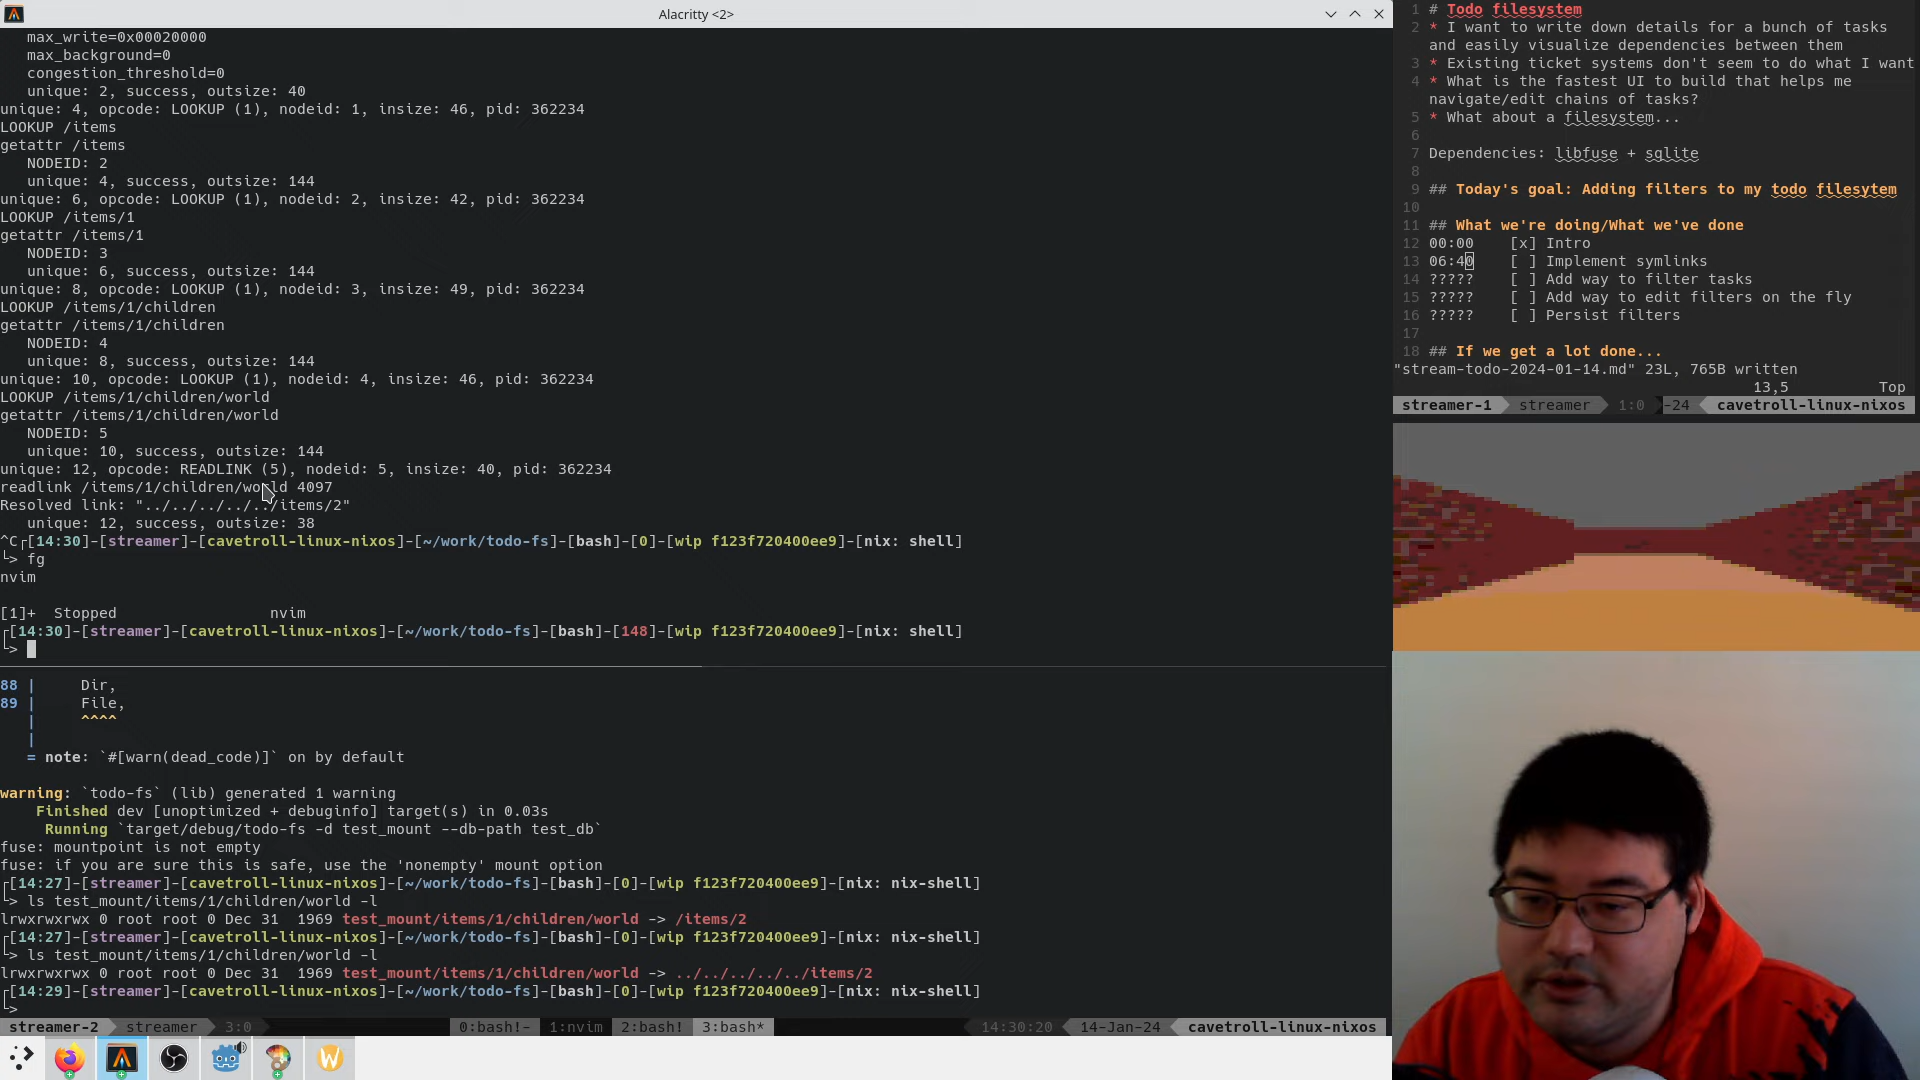 Alacritty <2>
max_write=0x00020000
max_background=0
congestion_threshold=0
unique: 2, success, outsize: 40
unique: 4, opcode: LOOKUP (1), nodeid: 1, insize: 46, pid: 362234
LOOKUP /items
getattr /items
NODEID: 2
unique: 4, success, outsize: 144
unique: 6, opcode: LOOKUP (1), nodeid: 2, insize: 42, pid: 362234
LOOKUP /items/1
getattr /items/1
NODEID: 3
unique: 6, success, outsize: 144
unique: 8, opcode: LOOKUP (1), nodeid: 3, insize: 49, pid: 362234
LOOKUP /items/1/children
getattr /items/1/children
NODEID: 4
unique: 8, success, outsize: 144
unique: 10, opcode: LOOKUP (1), nodeid: 4, insize: 46, pid: 362234
LOOKUP /items/1/children/world
getattr /items/1/children/world
NODEID: 5
unique: 10, success, outsize: 144
unique: 12, opcode: READLINK (5), nodeid: 5, insize: 40, pid: 362234
readlink /items/1/children/world 4097
Resolved link: "../../../../../items/2"
unique: 12, success, outsize: 38
^C┌[14:30]-[streamer]-[cavetroll-linux-nixos]-[~/work/todo-fs]-[bash]-[0]-[wip f123f720400ee9]-[nix: shell]
└> fg
nvim
[1]+  Stopped                 nvim
┌[14:30]-[streamer]-[cavetroll-linux-nixos]-[~/work/todo-fs]-[bash]-[148]-[wip f123f720400ee9]-[nix: shell]
└>
88 |     Dir,
89 |     File,
|     ^^^^
|
= note: `#[warn(dead_code)]` on by default
warning: `todo-fs` (lib) generated 1 warning
Finished dev [unoptimized + debuginfo] target(s) in 0.03s
Running `target/debug/todo-fs -d test_mount --db-path test_db`
fuse: mountpoint is not empty
fuse: if you are sure this is safe, use the 'nonempty' mount option
┌[14:27]-[streamer]-[cavetroll-linux-nixos]-[~/work/todo-fs]-[bash]-[0]-[wip f123f720400ee9]-[nix: nix-shell]
└> ls test_mount/items/1/children/world -l
lrwxrwxrwx 0 root root 0 Dec 31  1969 test_mount/items/1/children/world -> /items/2
┌[14:27]-[streamer]-[cavetroll-linux-nixos]-[~/work/todo-fs]-[bash]-[0]-[wip f123f720400ee9]-[nix: nix-shell]
└> ls test_mount/items/1/children/world -l
lrwxrwxrwx 0 root root 0 Dec 31  1969 test_mount/items/1/children/world -> ../../../../../items/2
┌[14:29]-[streamer]-[cavetroll-linux-nixos]-[~/work/todo-fs]-[bash]-[0]-[wip f123f720400ee9]-[nix: nix-shell]
└>
streamer-2 streamer 3:0 0:bash!- 1:nvim 2:bash! 3:bash* 14:30:20 14-Jan-24 cavetroll-linux-nixos
1 # Todo filesystem
2 * I want to write down details for a bunch of tasks
and easily visualize dependencies between them
3 * Existing ticket systems don't seem to do what I want
4 * What is the fastest UI to build that helps me
navigate/edit chains of tasks?
5 * What about a filesystem...
6
7 Dependencies: libfuse + sqlite
8
9 ## Today's goal: Adding filters to my todo filesytem
10
11 ## What we're doing/What we've done
12 00:00    [x] Intro
13 06:40    [ ] Implement symlinks
14 ?????    [ ] Add way to filter tasks
15 ?????    [ ] Add way to edit filters on the fly
16 ?????    [ ] Persist filters
17
18 ## If we get a lot done...
"stream-todo-2024-01-14.md" 23L, 765B written
13,5 Top
streamer-1 streamer 1:0 -24 cavetroll-linux-nixos